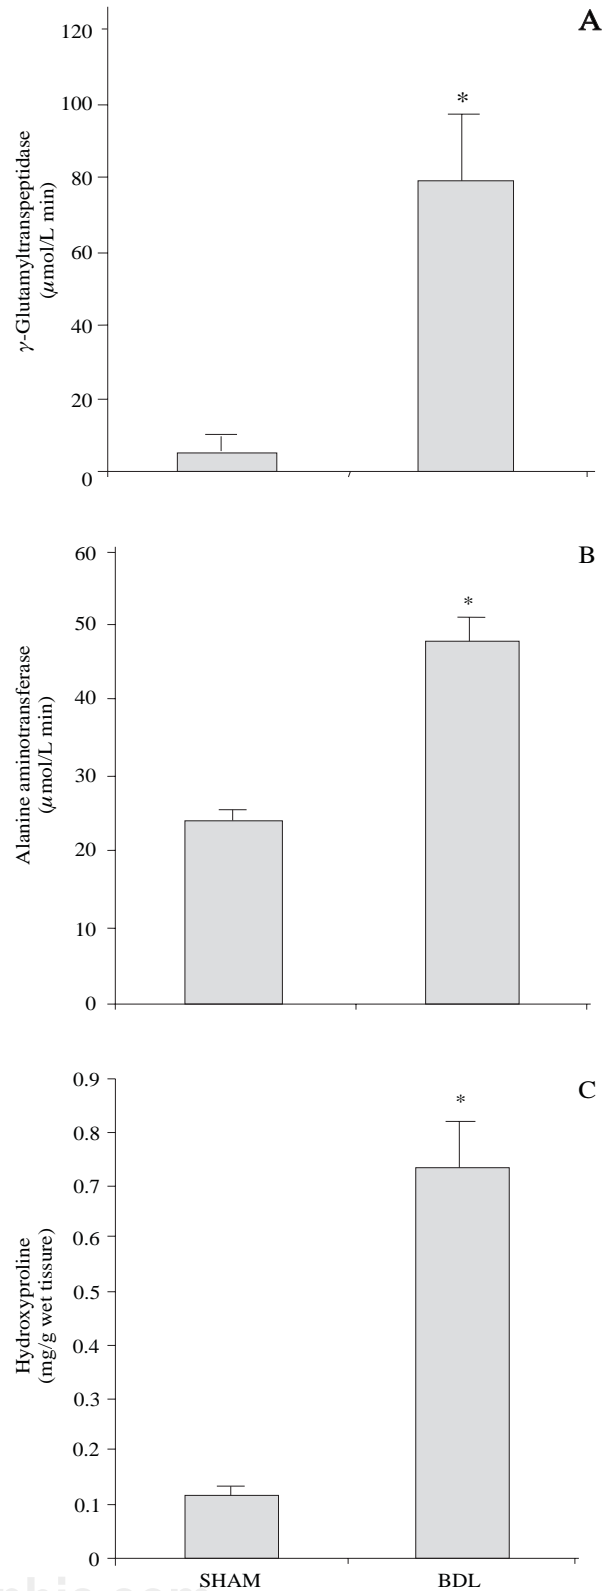 A
120
100
80
60
40
20
0
γ-Glutamyltranspeptidase
(μmol/L min)
*
B
60
50
40
30
20
10
0
Alanine aminotransferase
(μmol/L min)
*
C
0.9
0.8
0.7
0.6
0.5
0.4
0.3
0.2
0.1
0
Hydroxyproline
(mg/g wet tissure)
*
SHAM BDL